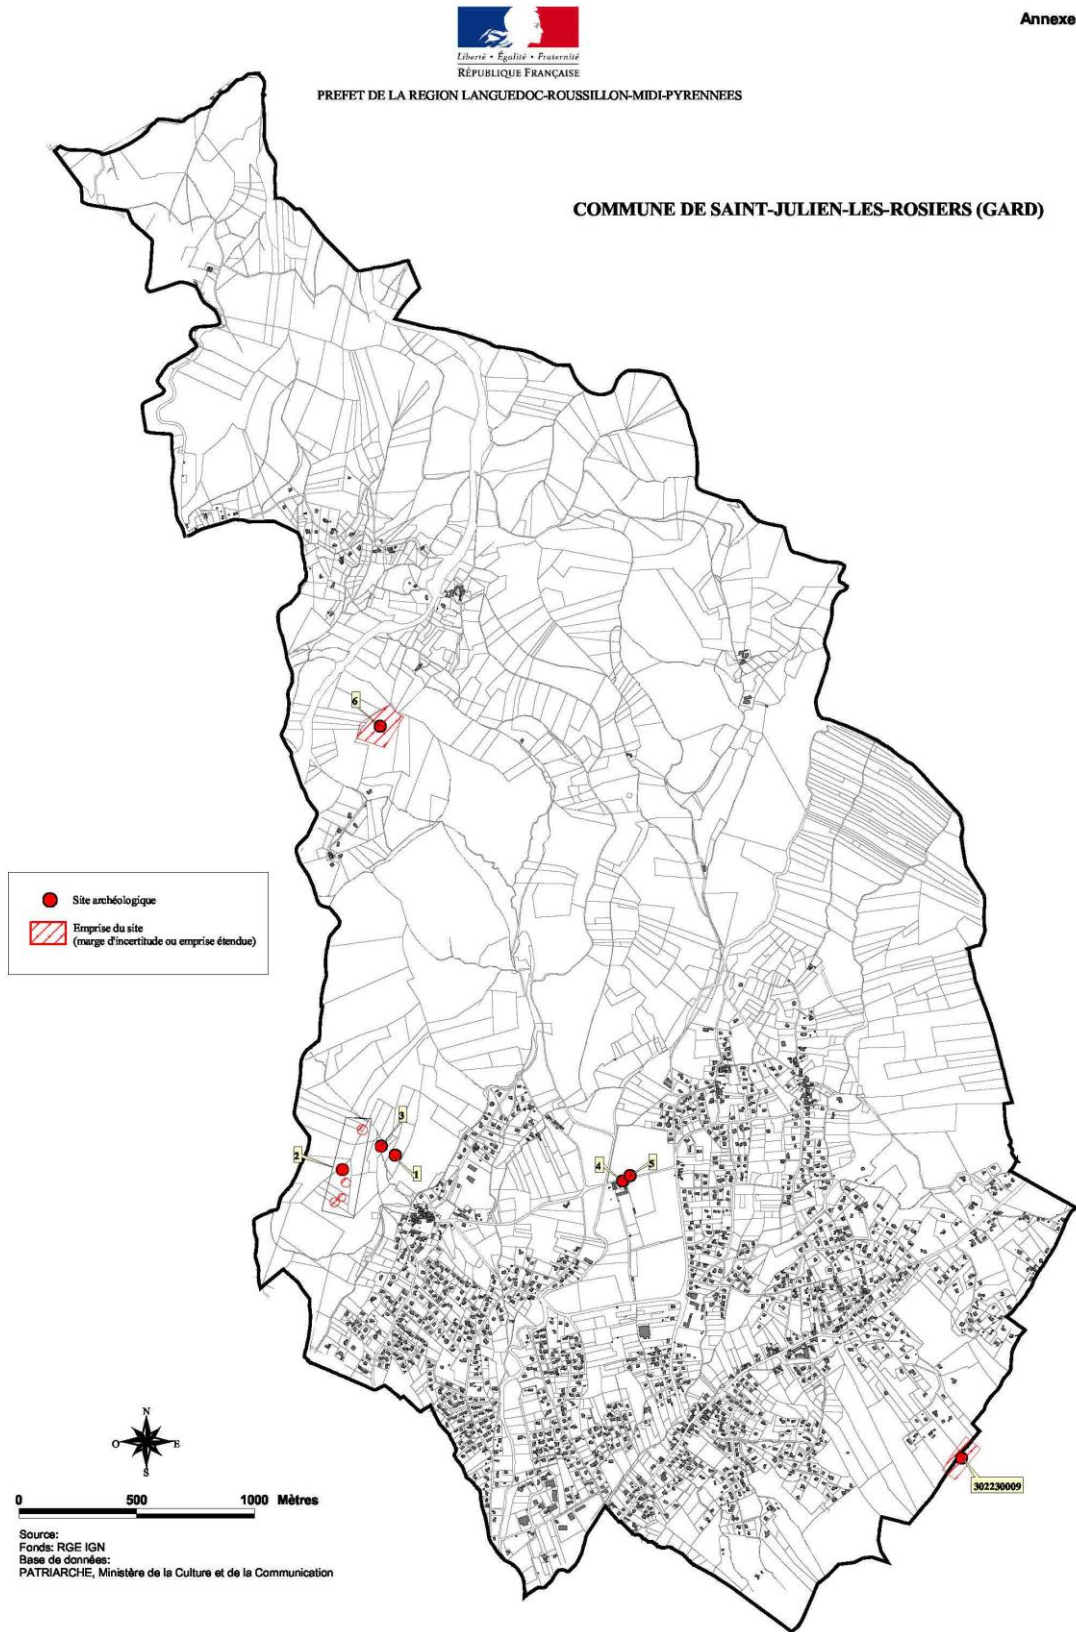 Annexe
Liberté • Égalité • Fraternité
RÉPUBLIQUE FRANÇAISE
PREFET DE LA REGION LANGUEDOC-ROUSSILLON-MIDI-PYRENNEES
COMMUNE DE SAINT-JULIEN-LES-ROSIERS (GARD)
6
Site archéologique
Emprise du site
(marge d'incertitude ou emprise étendue)
3
2
1
4
5
302230009
N
O
E
S
0 500 1000 Mètres
Source:
Fonds: RGE IGN
Base de données:
PATRIARCHE, Ministère de la Culture et de la Communication